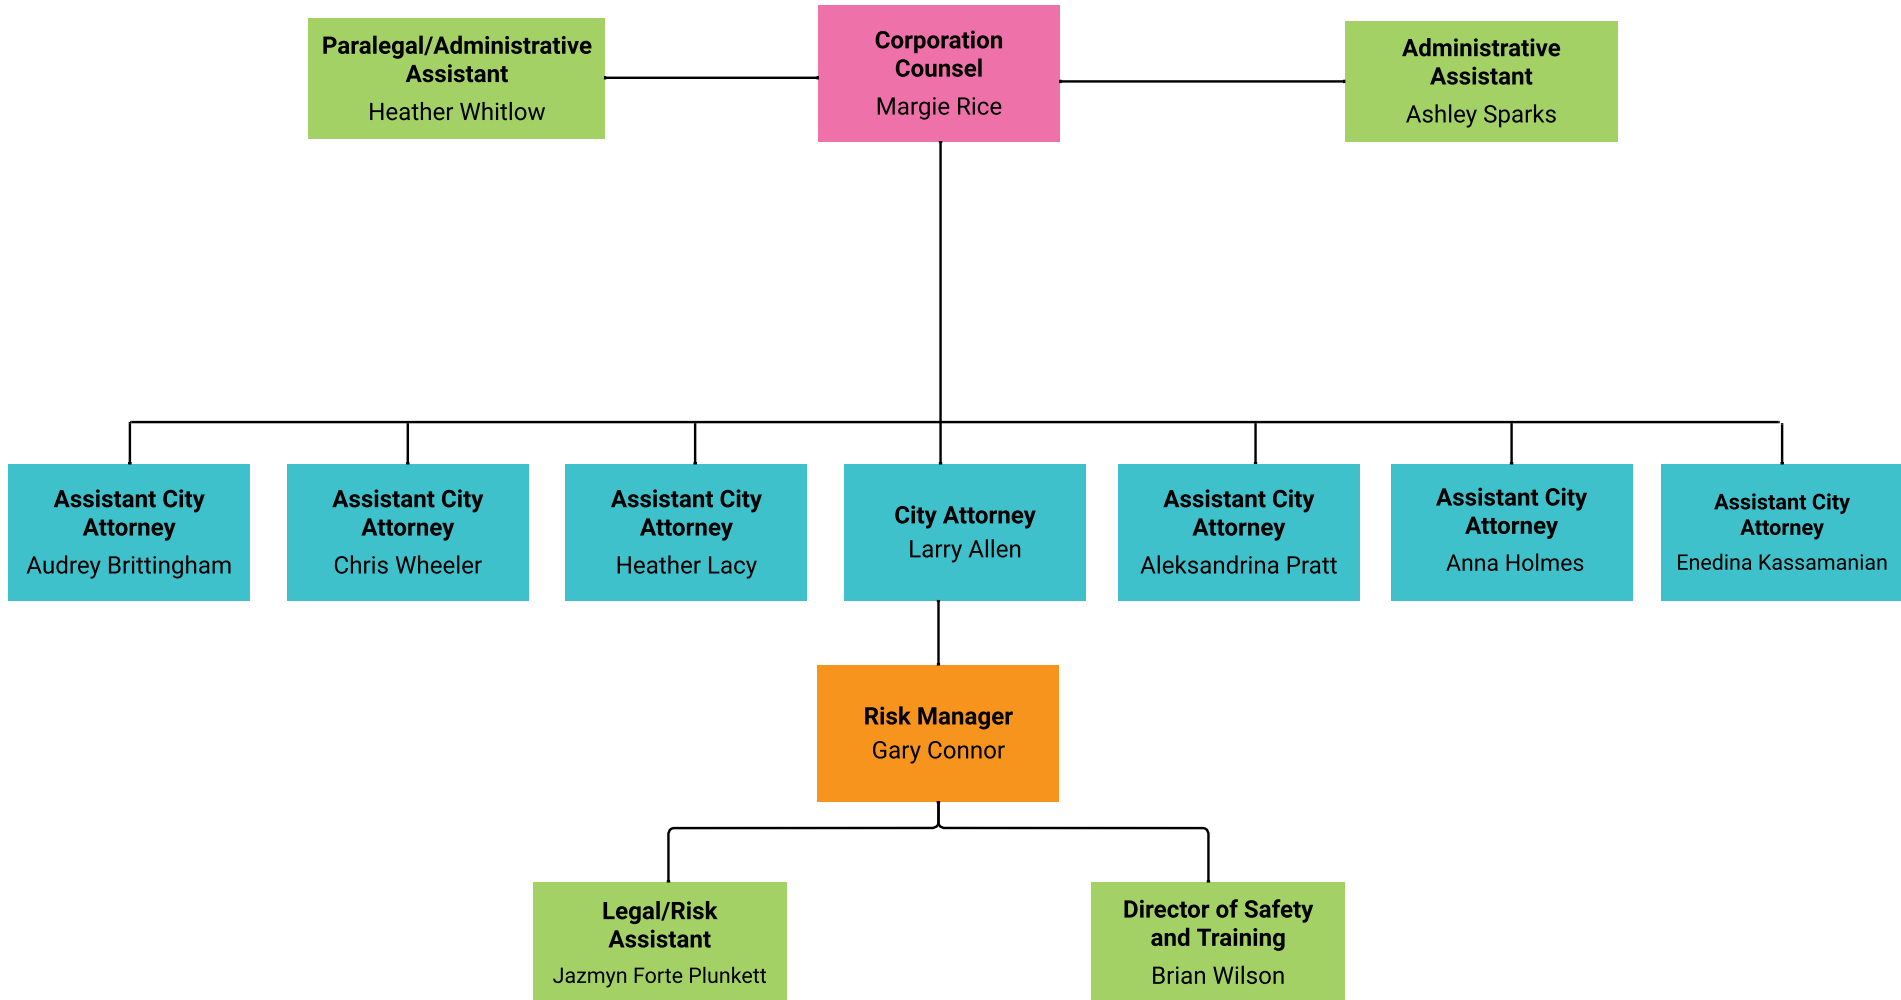 Paralegal/Administrative
Assistant
Heather Whitlow
Corporation
Counsel
Margie Rice
Administrative
Assistant
Ashley Sparks
Assistant City
Attorney
Audrey Brittingham
Assistant City
Attorney
Chris Wheeler
Assistant City
Attorney
Heather Lacy
City Attorney
Larry Allen
Assistant City
Attorney
Aleksandrina Pratt
Assistant City
Attorney
Anna Holmes
Assistant City
Attorney
Enedina Kassamanian
Risk Manager
Gary Connor
Legal/Risk
Assistant
Jazmyn Forte Plunkett
Director of Safety
and Training
Brian Wilson